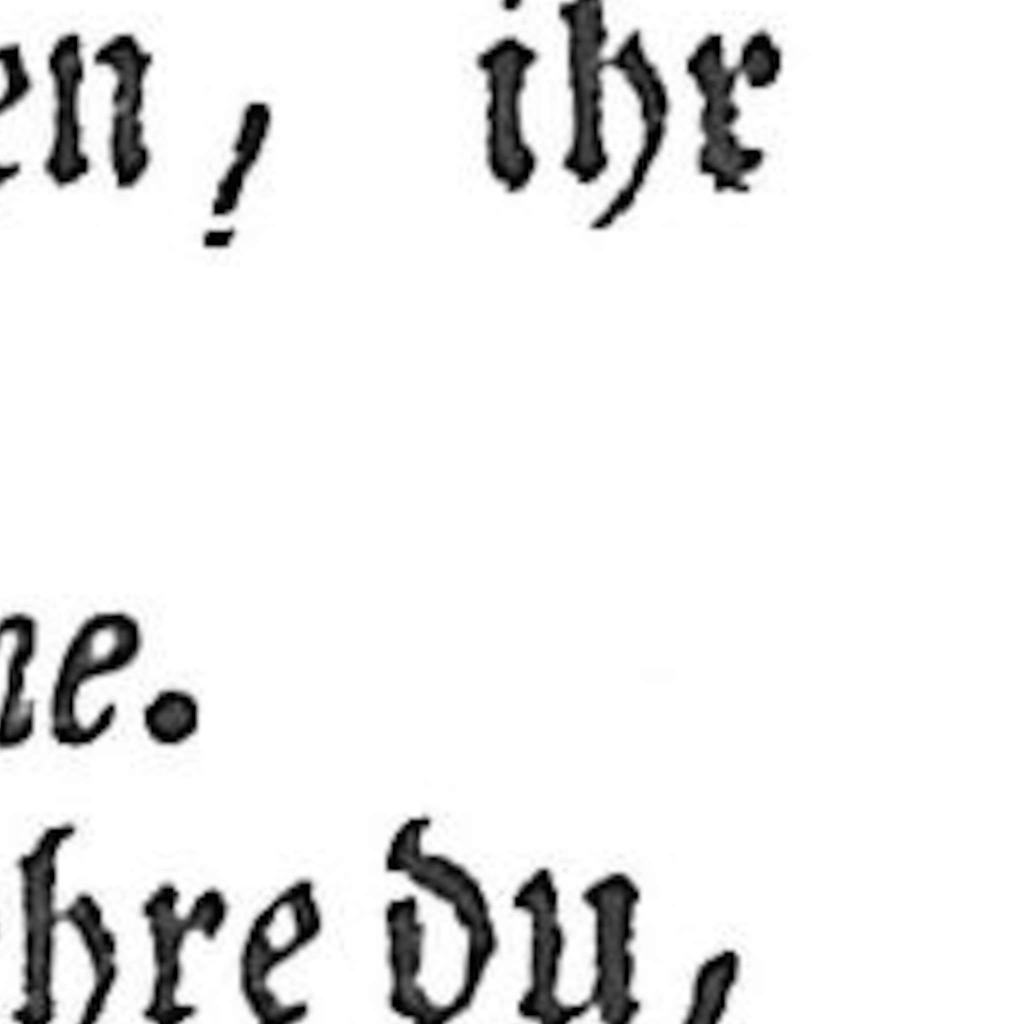 en, ihr
ne.
hre du,